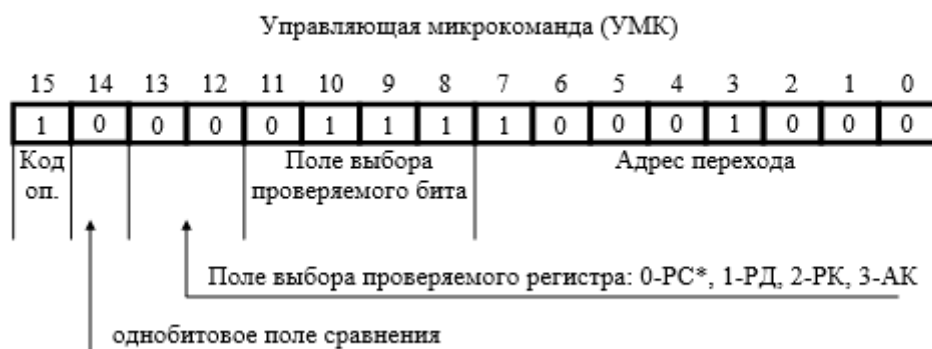 Управляющая микрокоманда (УМК)
15 14 13 12 11 10 9 8 7 6 5 4 3 2 1 0
1 0 0 0 0 1 1 1 1 0 0 0 1 0 0 0
Код оп.
Поле выбора
проверяемого бита
Адрес перехода
Поле выбора проверяемого регистра: 0-РС*, 1-РД, 2-РК, 3-АК
однобитовое поле сравнения